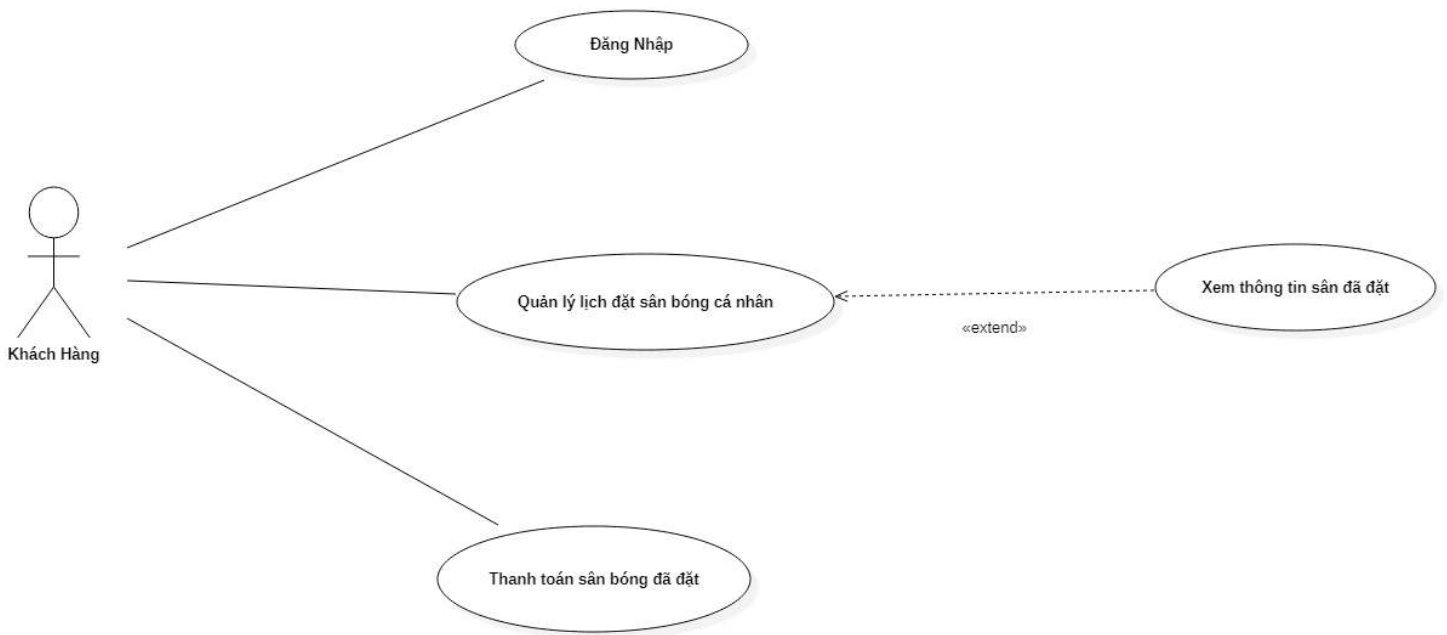 Đăng Nhập
Quản lý lịch đặt sân bóng cá nhân
Xem thông tin sân đã đặt
«extend»
Khách Hàng
Thanh toán sân bóng đã đặt